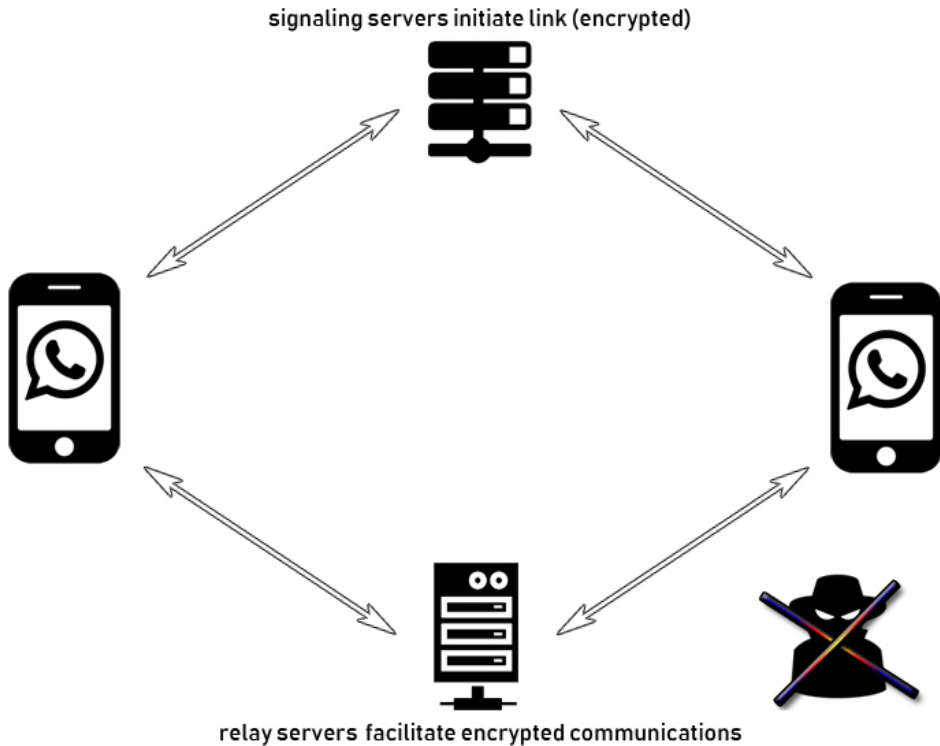 signaling servers initiate link (encrypted)
relay servers facilitate encrypted communications